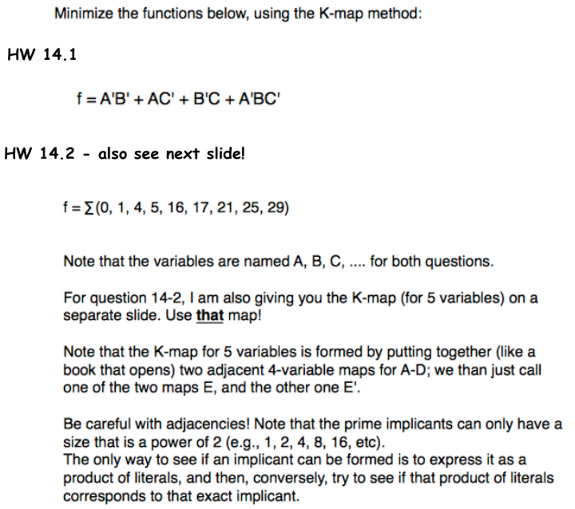 Minimize the functions below, using the K-map method:
HW 14.1
f = A'B' + AC' + B'C + A'BC'
HW 14.2 - also see next slide!
f = Σ(0, 1, 4, 5, 16, 17, 21, 25, 29)
Note that the variables are named A, B, C, .... for both questions.
For question 14-2, I am also giving you the K-map (for 5 variables) on a
separate slide. Use that map!
Note that the K-map for 5 variables is formed by putting together (like a
book that opens) two adjacent 4-variable maps for A-D; we than just call
one of the two maps E, and the other one E'.
Be careful with adjacencies! Note that the prime implicants can only have a
size that is a power of 2 (e.g., 1, 2, 4, 8, 16, etc).
The only way to see if an implicant can be formed is to express it as a
product of literals, and then, conversely, try to see if that product of literals
corresponds to that exact implicant.